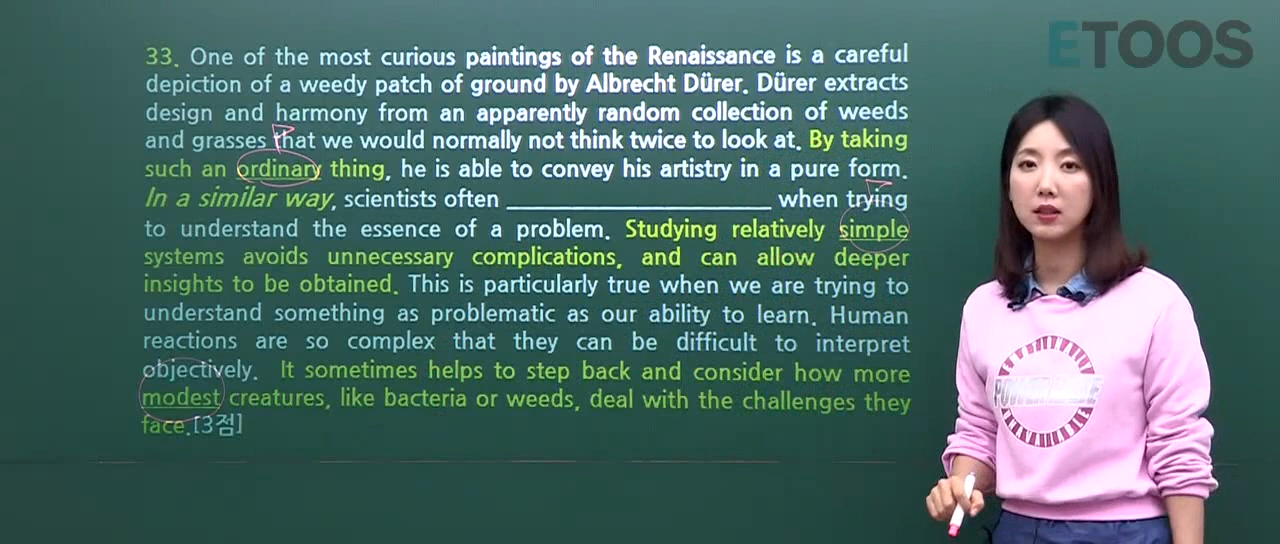 ETOOS
33. One of the most curious paintings of the Renaissance is a careful
depiction of a weedy patch of ground by Albrecht Dürer. Dürer extracts
design and harmony from an apparently random collection of weeds
and grasses that we would normally not think twice to look at. By taking
such an ordinary thing, he is able to convey his artistry in a pure form.
In a similar way, scientists often ______________________ when trying
to understand the essence of a problem. Studying relatively simple
systems avoids unnecessary complications, and can allow deeper
insights to be obtained. This is particularly true when we are trying to
understand something as problematic as our ability to learn. Human
reactions are so complex that they can be difficult to interpret
objectively. It sometimes helps to step back and consider how more
modest creatures, like bacteria or weeds, deal with the challenges they
face.[3점]